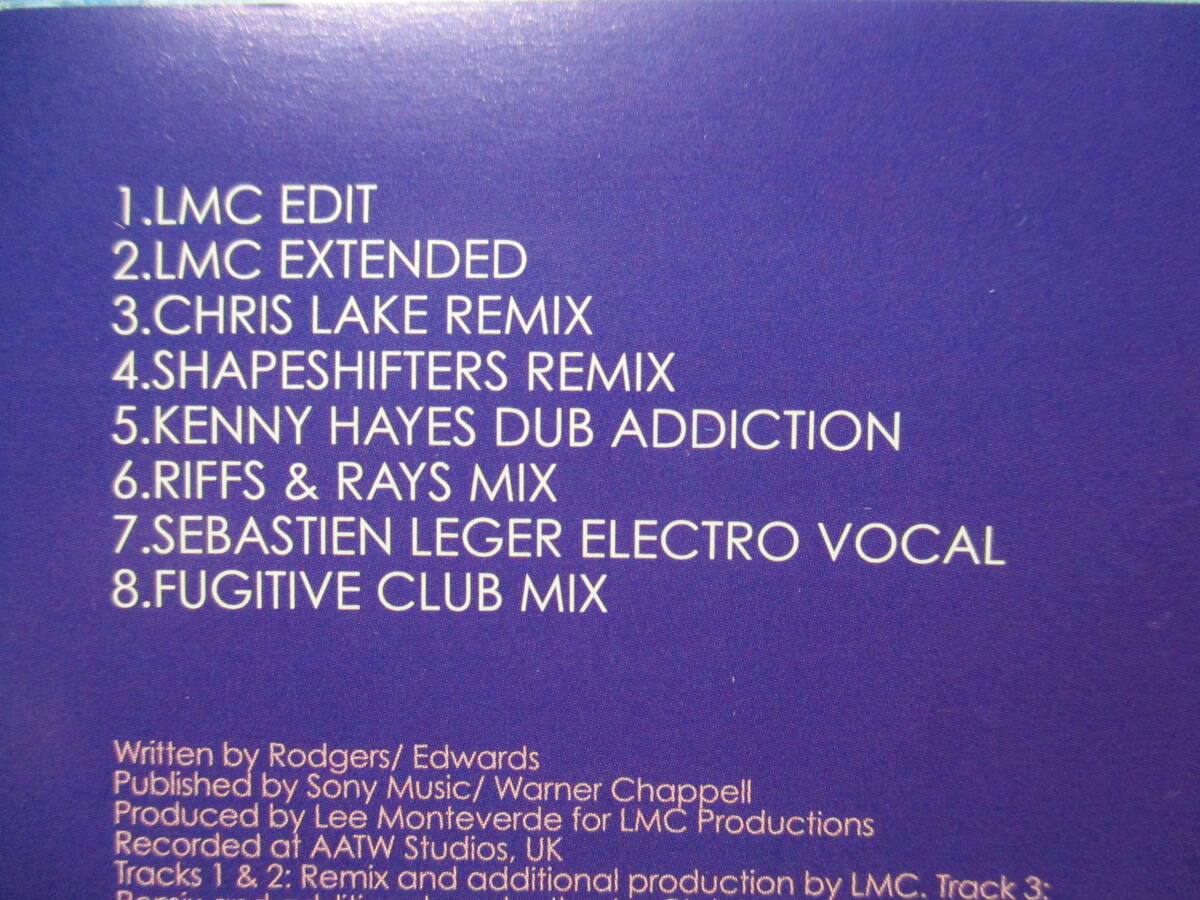 1.LMC EDIT
2.LMC EXTENDED
3.CHRIS LAKE REMIX
4.SHAPESHIFTERS REMIX
5.KENNY HAYES DUB ADDICTION
6.RIFFS & RAYS MIX
7.SEBASTIEN LEGER ELECTRO VOCAL
8.FUGITIVE CLUB MIX
Written by Rodgers/ Edwards
Published by Sony Music/ Warner Chappell
Produced by Lee Monteverde for LMC Productions
Recorded at AATW Studios, UK
Tracks 1 & 2: Remix and additional production by LMC. Track 3: